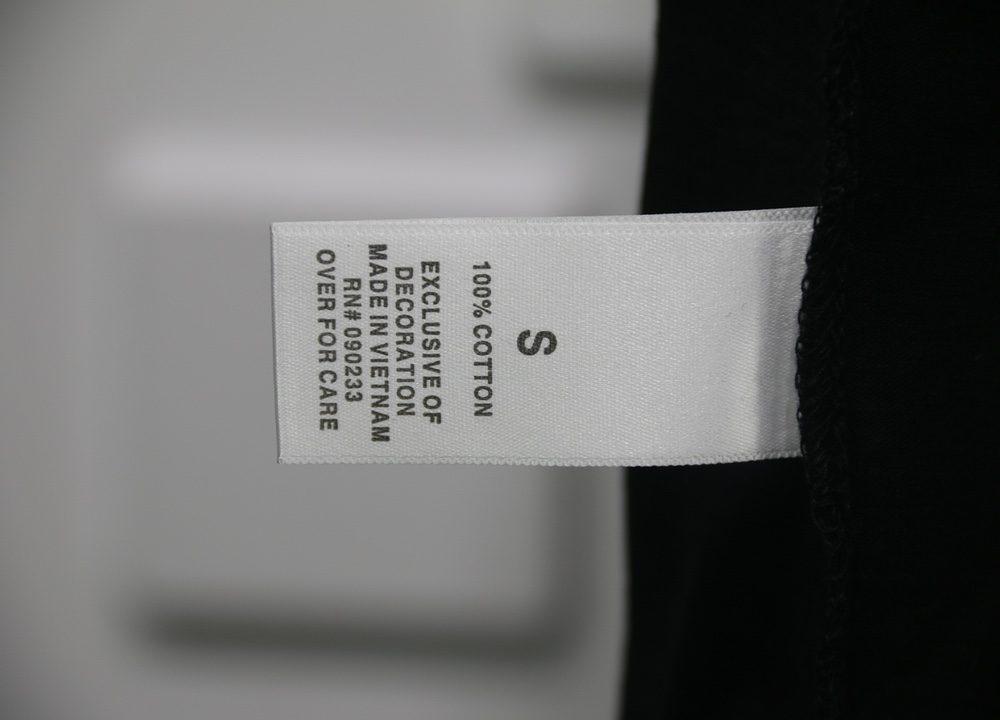 S
100% COTTON
EXCLUSIVE OF
DECORATION
MADE IN VIETNAM
RN# 090233
OVER FOR CARE